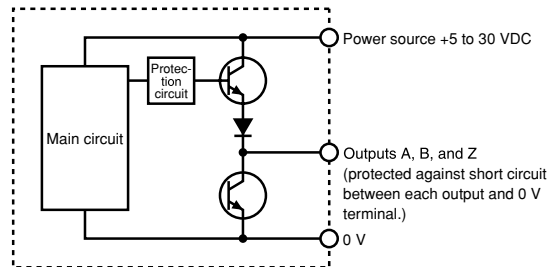 Power source +5 to 30 VDC
Protec-
tion
circuit
Main circuit
Outputs A, B, and Z
(protected against short circuit
between each output and 0 V
terminal.)
0 V